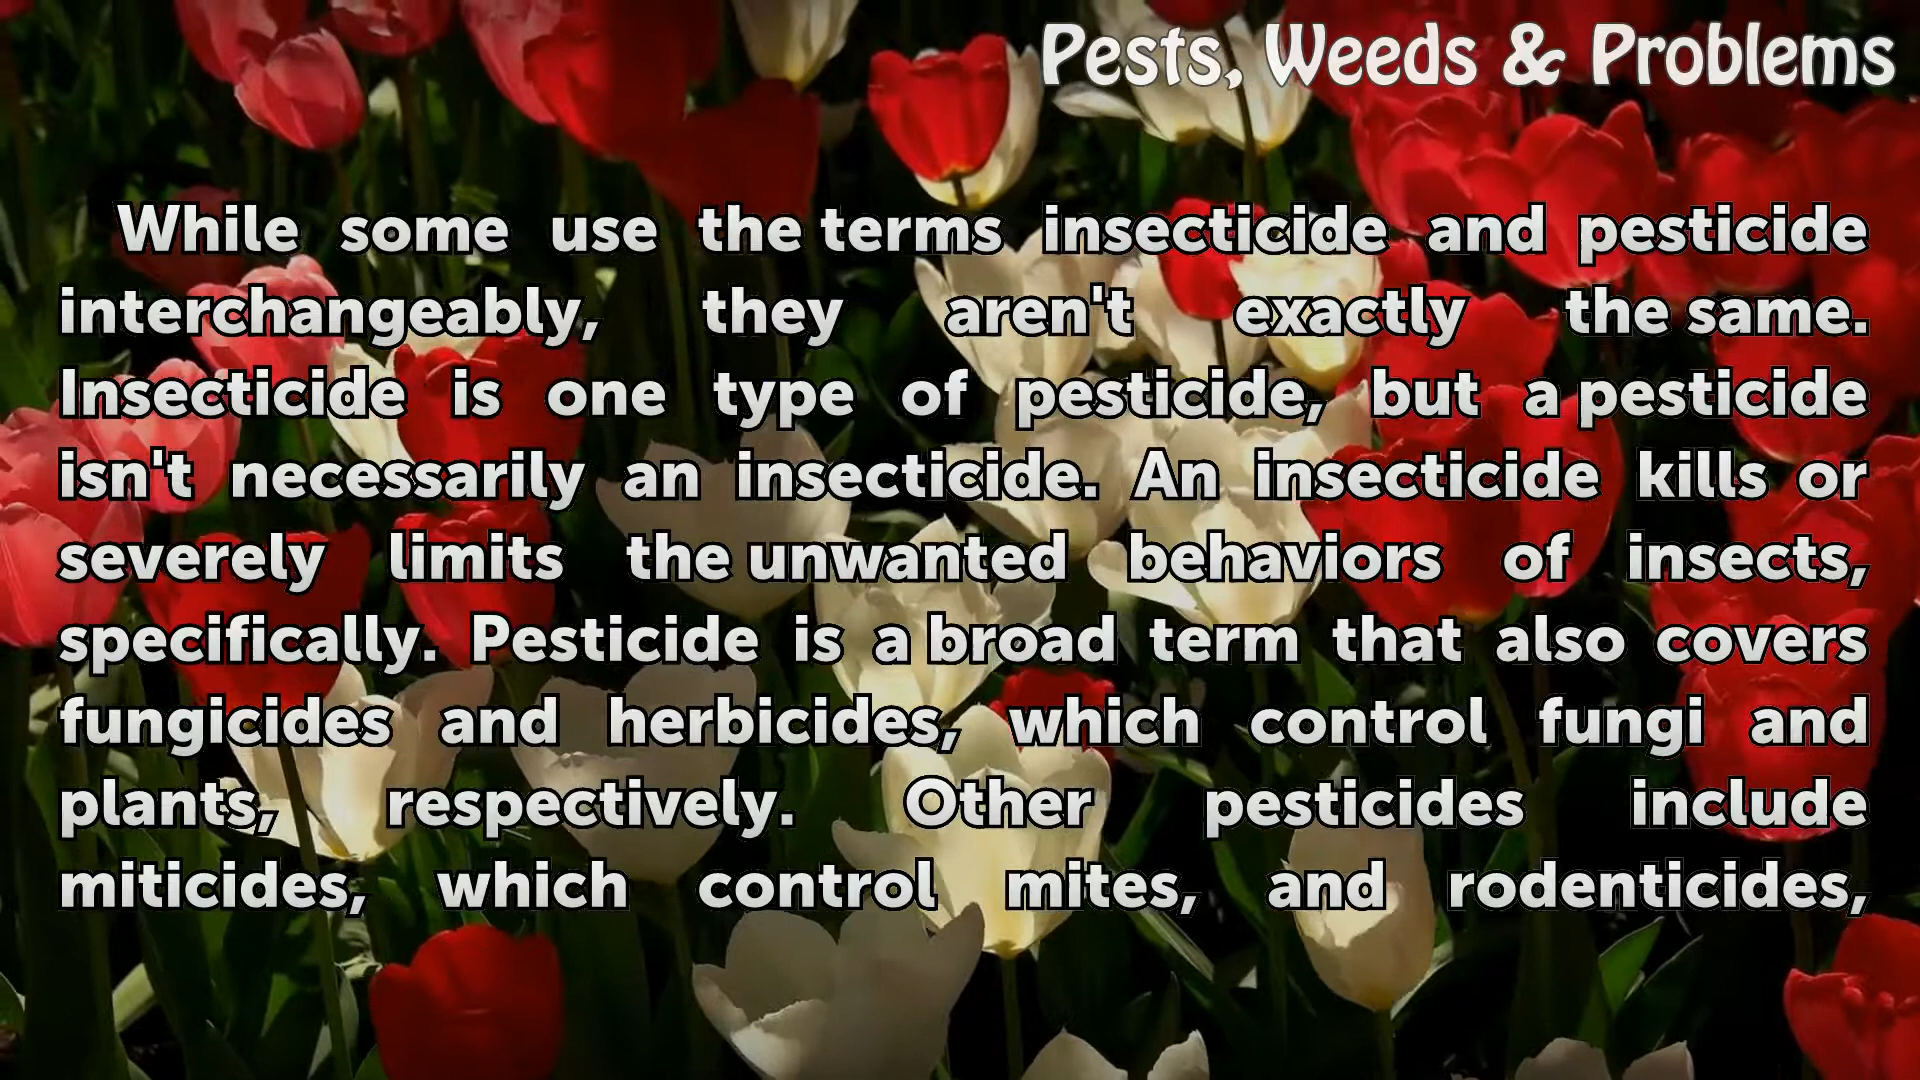 Pests, Weeds & Problems
While some use the terms insecticide and pesticide
interchangeably, they aren't exactly the same.
Insecticide is one type of pesticide, but a pesticide
isn't necessarily an insecticide. An insecticide kills or
severely limits the unwanted behaviors of insects,
specifically. Pesticide is a broad term that also covers
fungicides and herbicides, which control fungi and
plants, respectively. Other pesticides include
miticides, which control mites, and rodenticides,